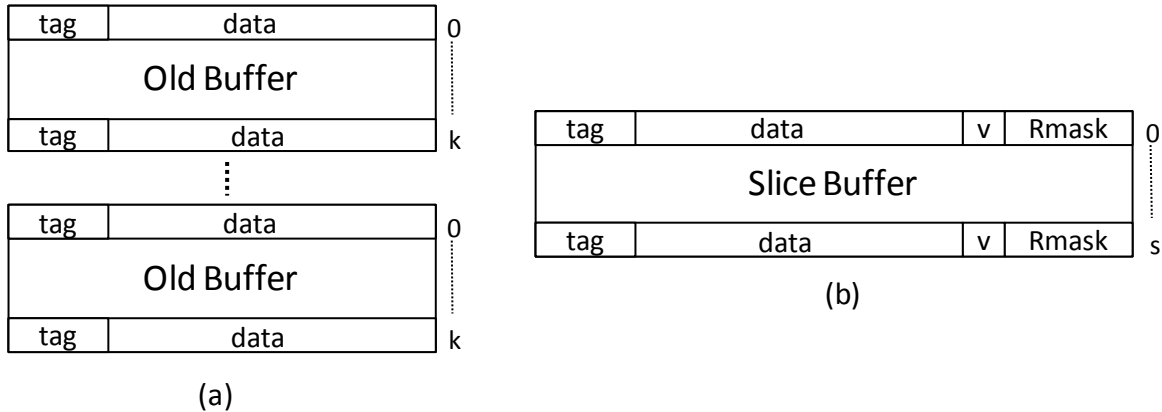 tag data 0
Old Buffer
tag data k
tag data 0
Old Buffer
tag data k
(a)
tag data v Rmask 0
Slice Buffer
tag data v Rmask s
(b)